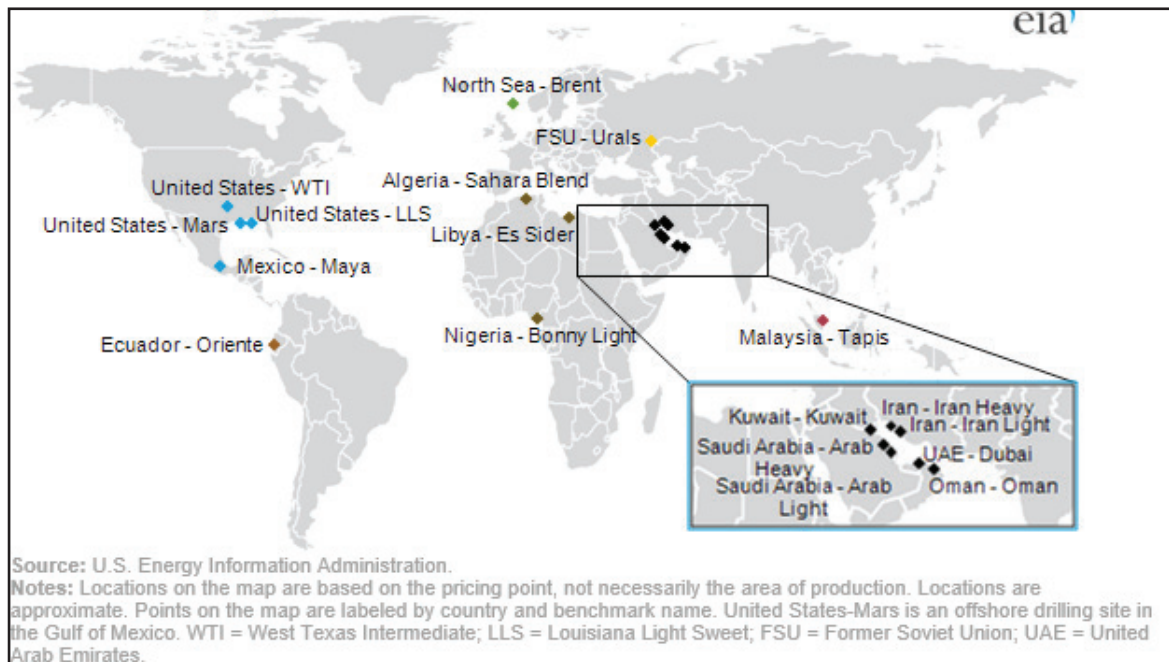 eia
North Sea - Brent
FSU - Urals
Algeria - Sahara Blend
United States - WTI
United States - LLS
United States - Mars
Libya - Es Sider
Mexico - Maya
Nigeria - Bonny Light
Malaysia - Tapis
Ecuador - Oriente
Iran - Iran Heavy
Kuwait - Kuwait
Iran - Iran Light
Saudi Arabia - Arab
Heavy
UAE - Dubai
Saudi Arabia - Arab
Light
Oman - Oman
Source: U.S. Energy Information Administration.
Notes: Locations on the map are based on the pricing point, not necessarily the area of production. Locations are
approximate. Points on the map are labeled by country and benchmark name. United States-Mars is an offshore drilling site in
the Gulf of Mexico. WTI = West Texas Intermediate; LLS = Louisiana Light Sweet; FSU = Former Soviet Union; UAE = United
Arab Emirates.